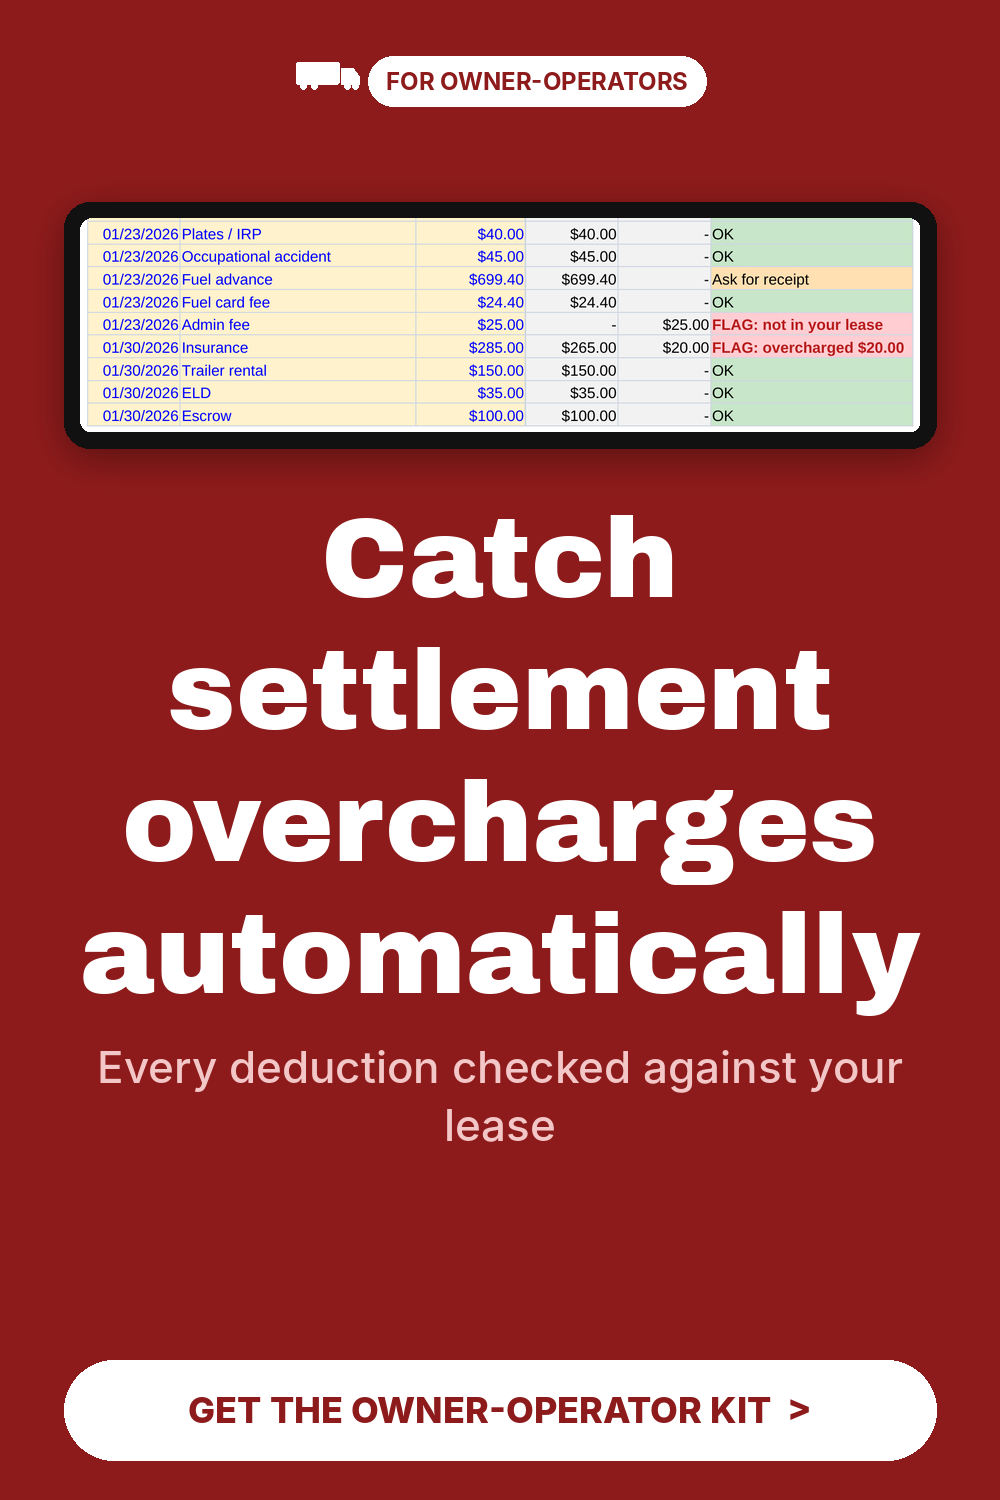 FOR OWNER-OPERATORS
01/23/2026 Plates / IRP $40.00 $40.00 - OK
01/23/2026 Occupational accident $45.00 $45.00 - OK
01/23/2026 Fuel advance $699.40 $699.40 - Ask for receipt
01/23/2026 Fuel card fee $24.40 $24.40 - OK
01/23/2026 Admin fee $25.00 - $25.00 FLAG: not in your lease
01/30/2026 Insurance $285.00 $265.00 $20.00 FLAG: overcharged $20.00
01/30/2026 Trailer rental $150.00 $150.00 - OK
01/30/2026 ELD $35.00 $35.00 - OK
01/30/2026 Escrow $100.00 $100.00 - OK
Catch
settlement
overcharges
automatically
Every deduction checked against your
lease
GET THE OWNER-OPERATOR KIT >